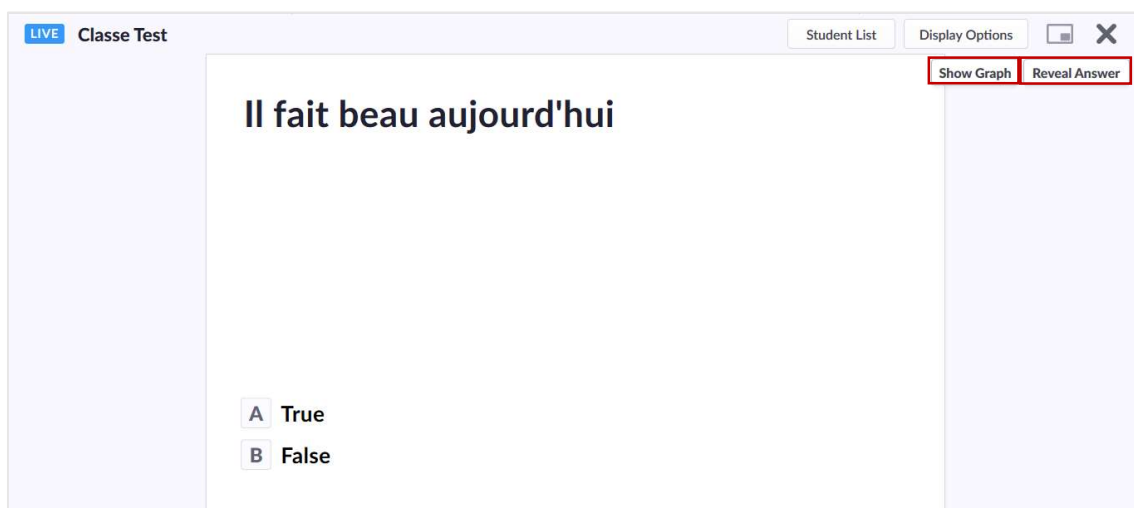 LIVE Classe Test Student List Display Options
Show Graph Reveal Answer
Il fait beau aujourd'hui
A True
B False